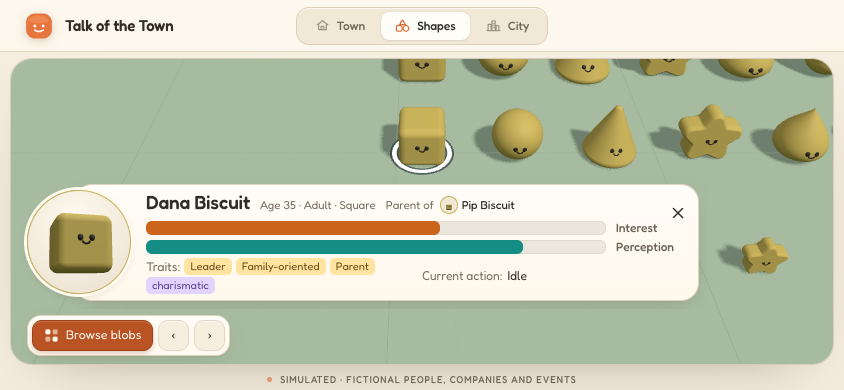 Talk of the Town
Town Shapes City
Dana Biscuit Age 35 · Adult · Square Parent of Pip Biscuit
Interest
Perception
Traits: Leader Family-oriented Parent
charismatic
Current action: Idle
Browse blobs ‹ ›
SIMULATED · FICTIONAL PEOPLE, COMPANIES AND EVENTS